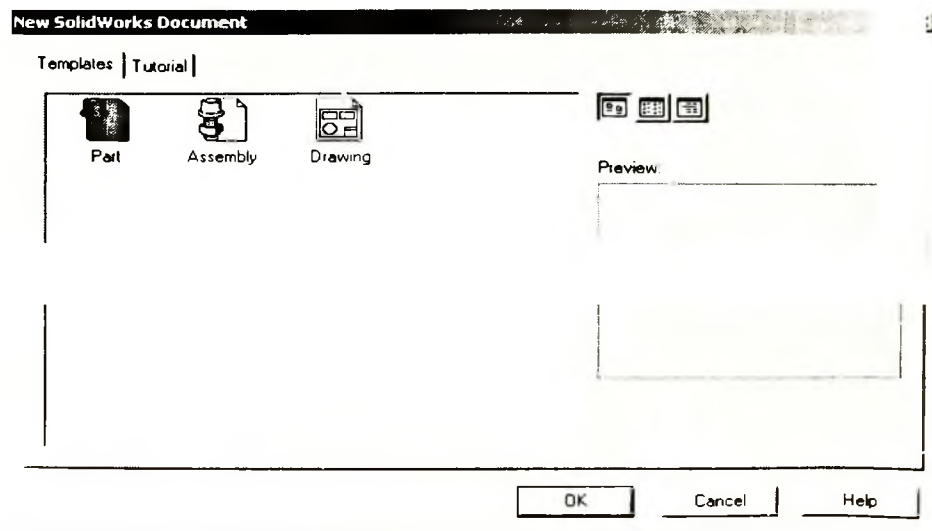 New SolidWorks Document
Templates Tutorial
Part Assembly Drawing
Preview:
OK Cancel Help